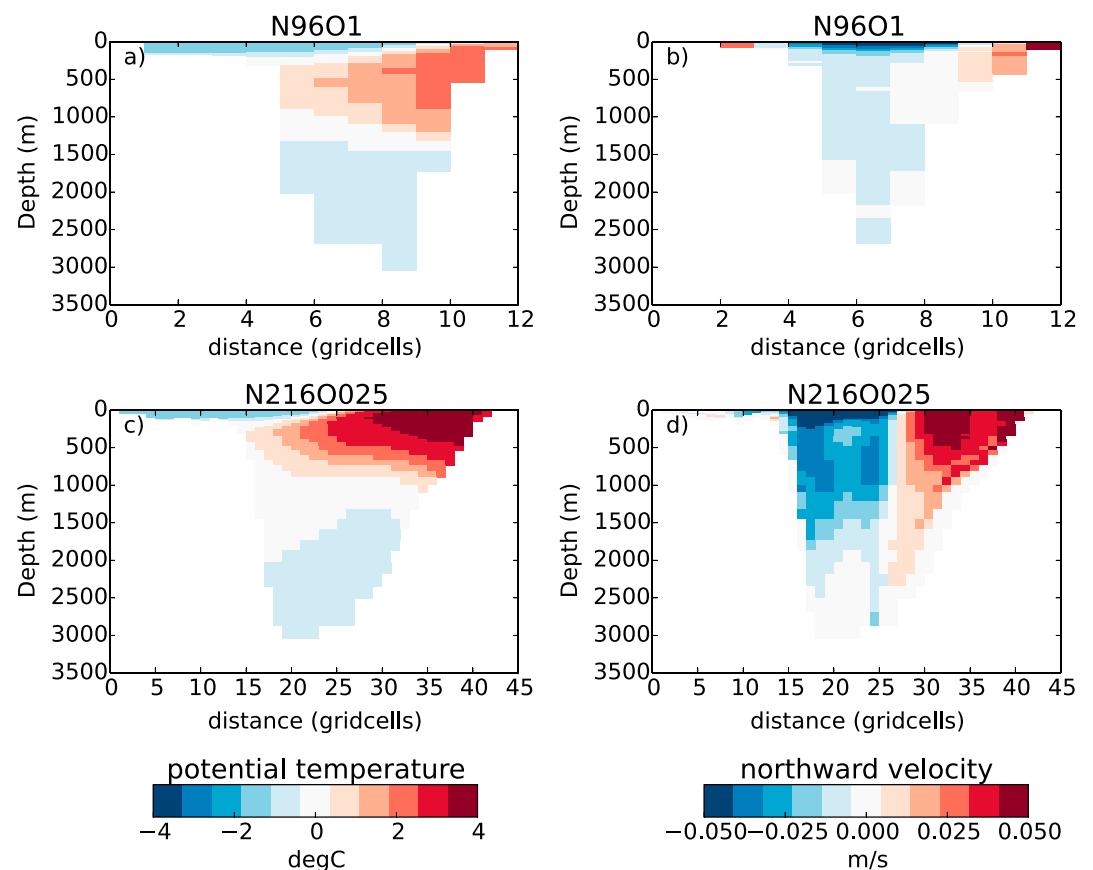 N96O1
N96O1
a)
b)
0
500
1000
1500
2000
2500
3000
3500
Depth (m)
0 2 4 6 8 10 12
distance (gridcells)
0
500
1000
1500
2000
2500
3000
3500
Depth (m)
0 2 4 6 8 10 12
distance (gridcells)
N216O025
N216O025
c)
d)
0
500
1000
1500
2000
2500
3000
3500
Depth (m)
0 5 10 15 20 25 30 35 40 45
distance (gridcells)
0
500
1000
1500
2000
2500
3000
3500
Depth (m)
0 5 10 15 20 25 30 35 40 45
distance (gridcells)
potential temperature
−4 −2 0 2 4
degC
northward velocity
−0.050 −0.025 0.000 0.025 0.050
m/s